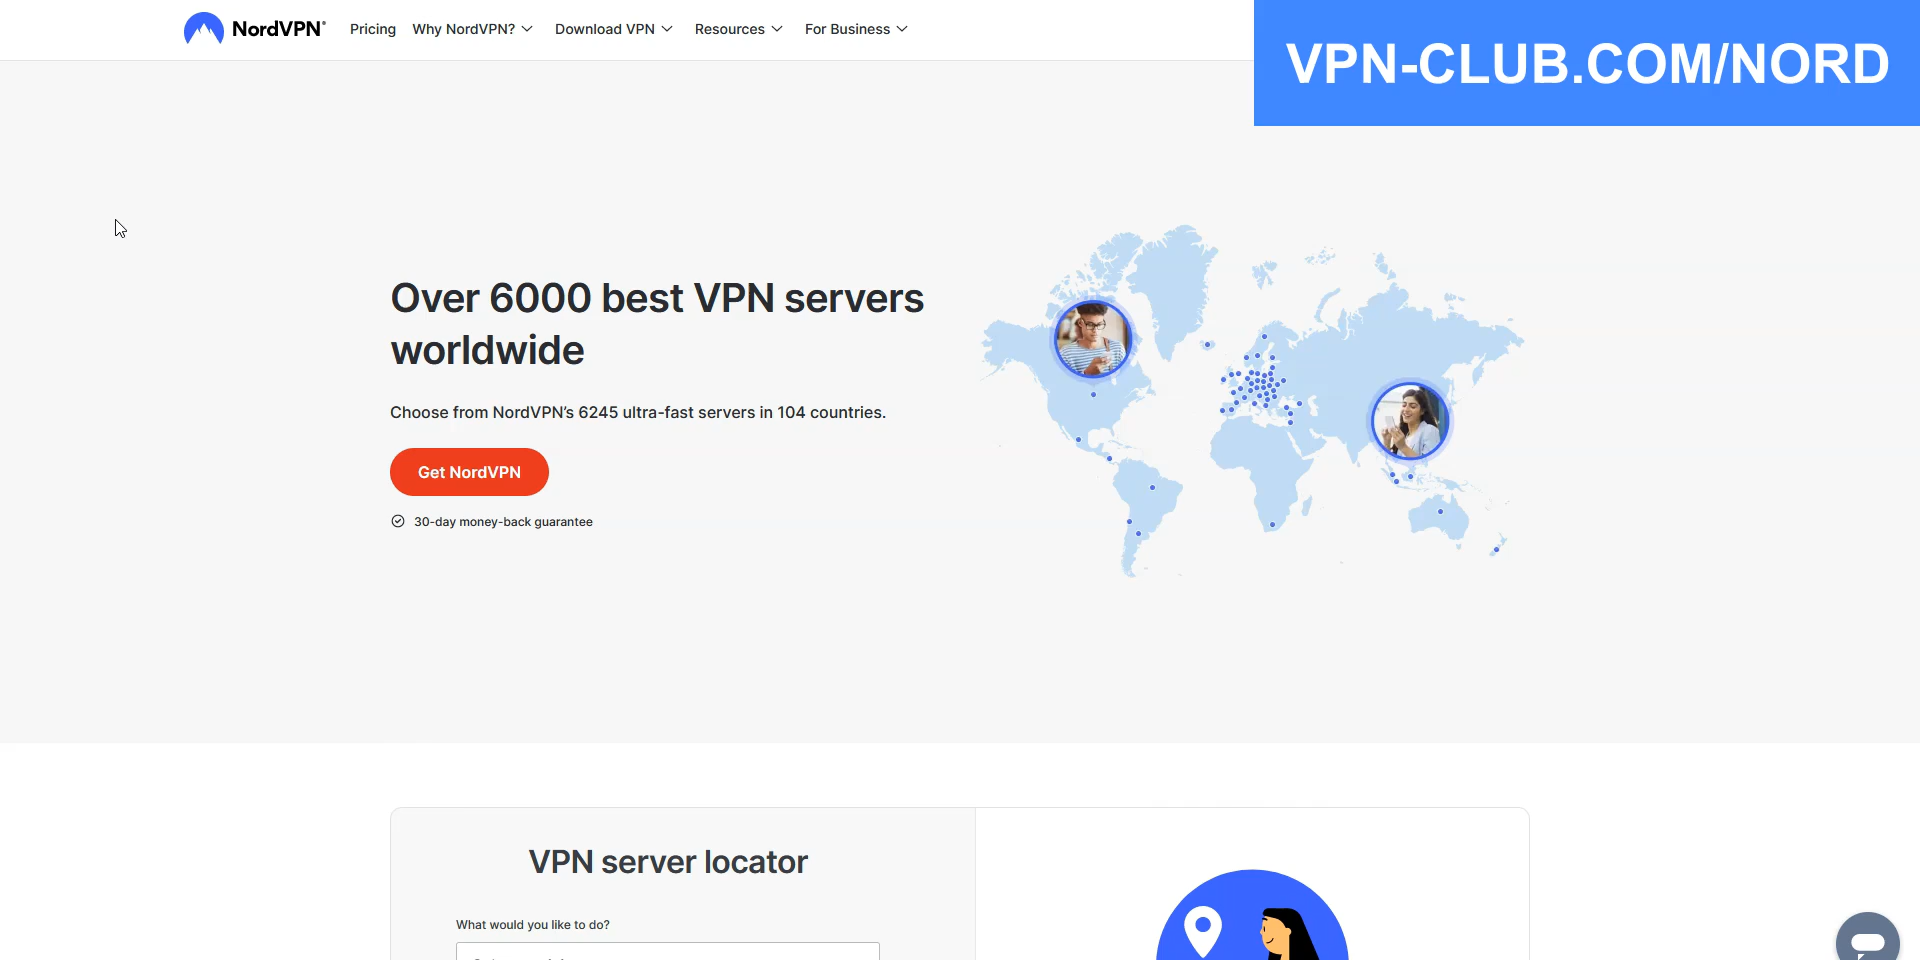 NordVPN®
Pricing
Why NordVPN?
Download VPN
Resources
For Business
VPN-CLUB.COM/NORD
Over 6000 best VPN servers
worldwide
Choose from NordVPN’s 6245 ultra-fast servers in 104 countries.
Get NordVPN
30-day money-back guarantee
VPN server locator
What would you like to do?